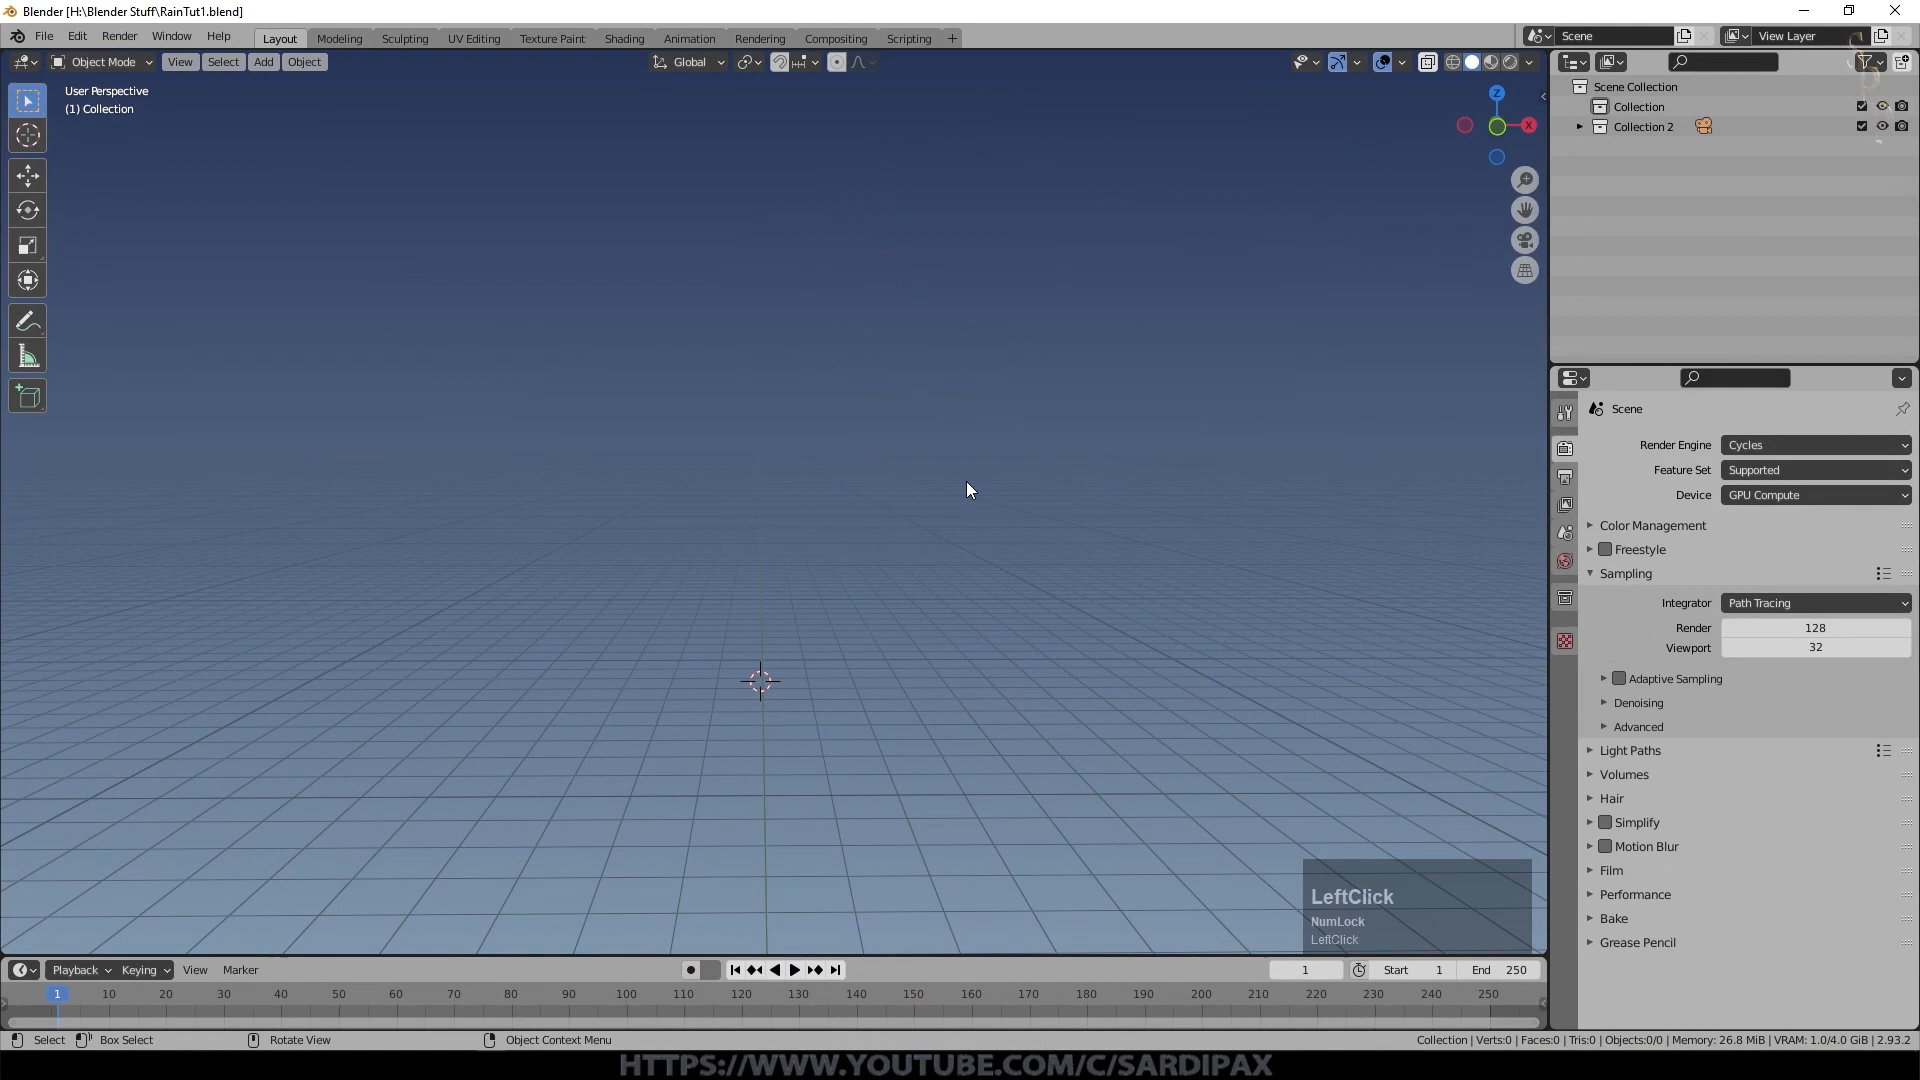 Blender [H:\Blender Stuff\RainTut1.blend]
File Edit Render Window Help Layout Modeling Sculpting UV Editing Texture Paint Shading Animation Rendering Compositing Scripting + Scene View Layer
Object Mode View Select Add Object Global
User Perspective
(1) Collection
Z
X
Scene Collection
Collection
Collection 2
Scene
Render Engine Cycles
Feature Set Supported
Device GPU Compute
Color Management
Freestyle
Sampling
Integrator Path Tracing
Render 128
Viewport 32
Adaptive Sampling
Denoising
Advanced
Light Paths
Volumes
Hair
Simplify
Motion Blur
Film
Performance
Bake
Grease Pencil
LeftClick
NumLock
LeftClick
Playback Keying View Marker 1 Start 1 End 250
1 10 20 30 40 50 60 70 80 90 100 110 120 130 140 150 160 170 180 190 200 210 220 230 240 250
Select Box Select Rotate View Object Context Menu Collection | Verts:0 | Faces:0 | Tris:0 | Objects:0/0 | Memory: 26.8 MiB | VRAM: 1.0/4.0 GiB | 2.93.2
HTTPS://WWW.YOUTUBE.COM/C/SARDIPAX